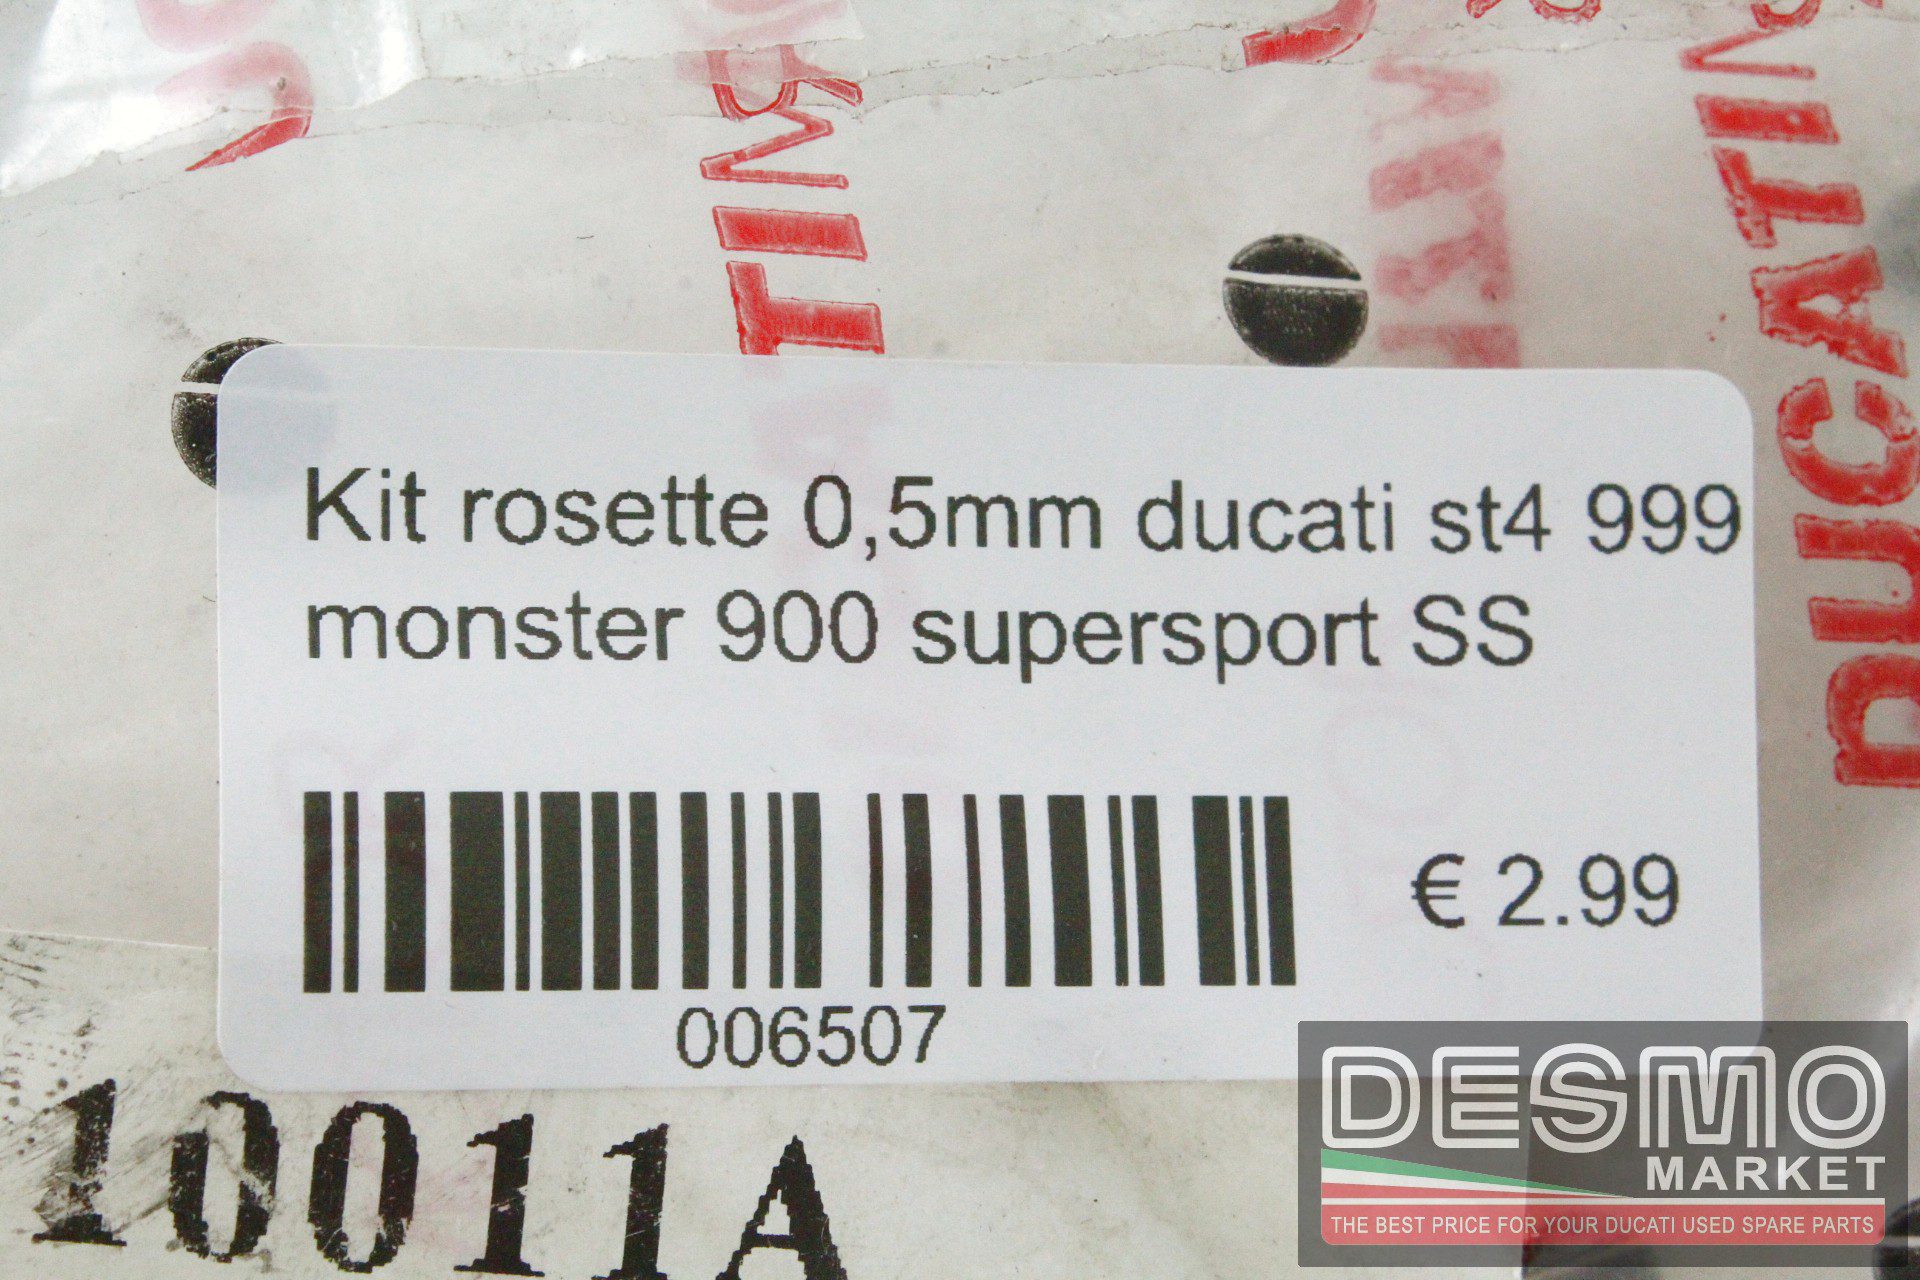 DUCATI
Kit rosette 0,5mm ducati st4 999
monster 900 supersport SS
006507
€ 2.99
10011A
DESMO
MARKET
THE BEST PRICE FOR YOUR DUCATI USED SPARE PARTS